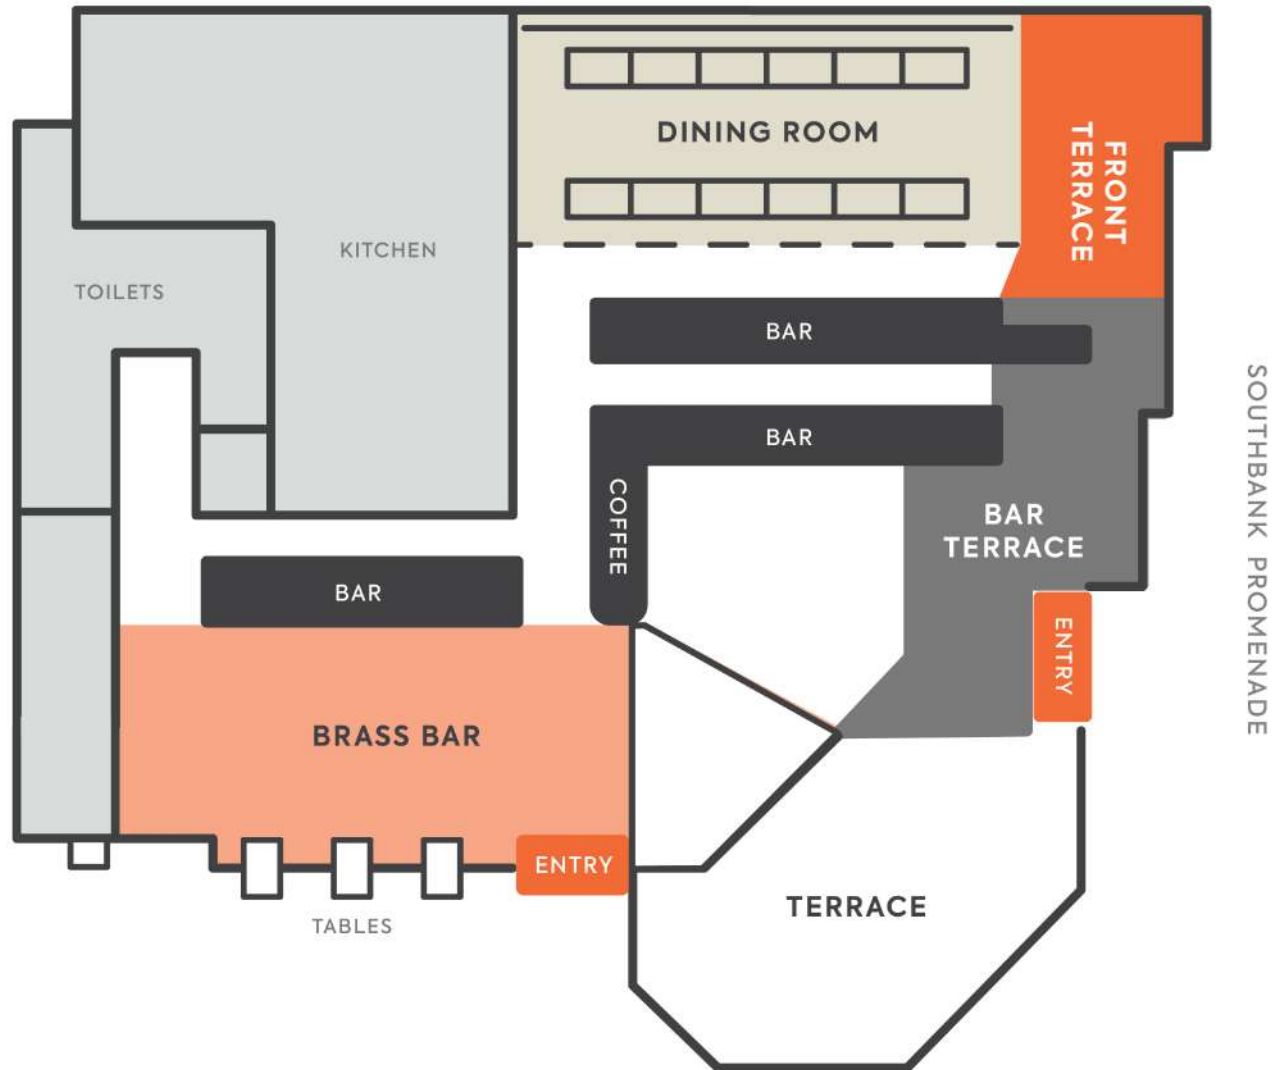 DINING ROOM
FRONT
TERRACE
KITCHEN
TOILETS
BAR
BAR
COFFEE
BAR
TERRACE
BAR
ENTRY
BRASS BAR
ENTRY
TERRACE
TABLES
SOUTHBANK PROMENADE